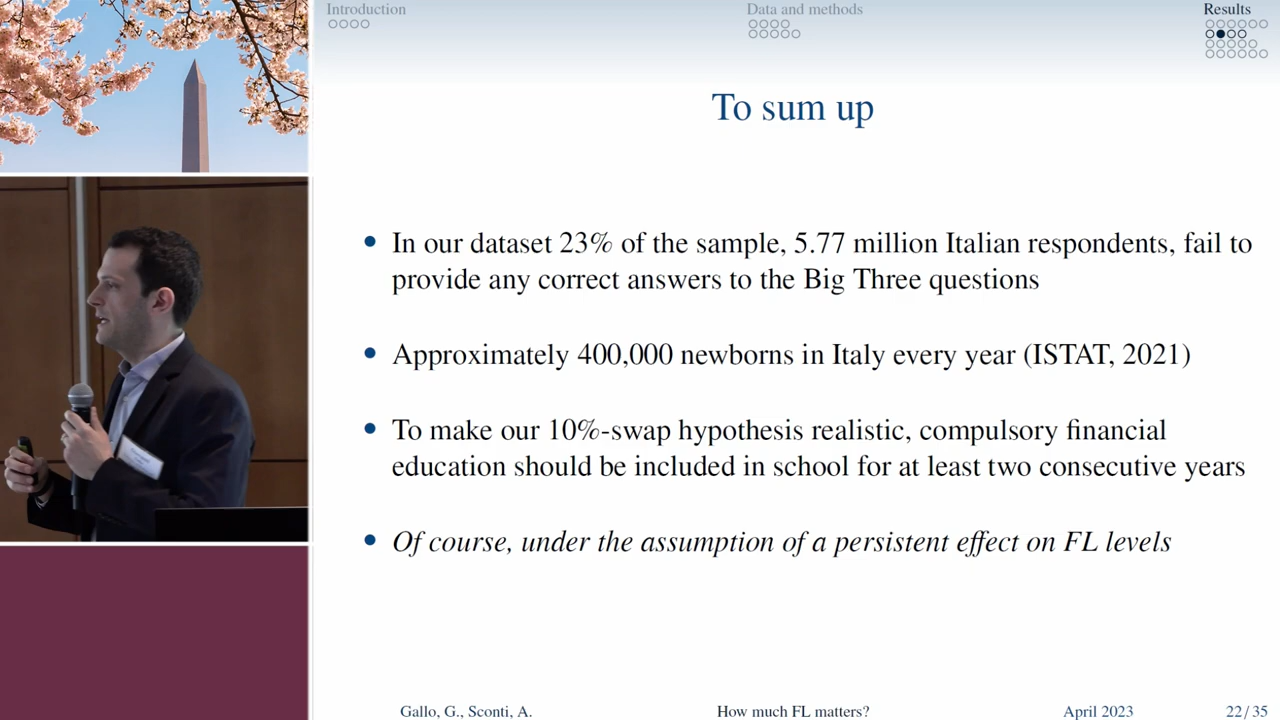 Introduction
Data and methods
Results
To sum up
In our dataset 23% of the sample, 5.77 million Italian respondents, fail to
provide any correct answers to the Big Three questions
Approximately 400,000 newborns in Italy every year (ISTAT, 2021)
To make our 10%-swap hypothesis realistic, compulsory financial
education should be included in school for at least two consecutive years
Of course, under the assumption of a persistent effect on FL levels
Gallo, G., Sconti, A.
How much FL matters?
April 2023
22/35